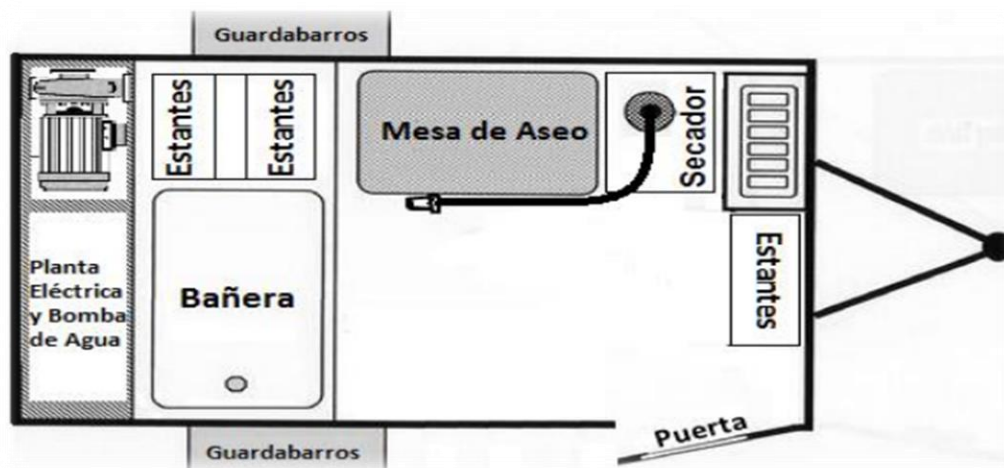 Guardabarros
Estantes
Estantes
Mesa de Aseo
Secador
Estantes
Planta
Eléctrica
y Bomba
de Agua
Bañera
Puerta
Guardabarros